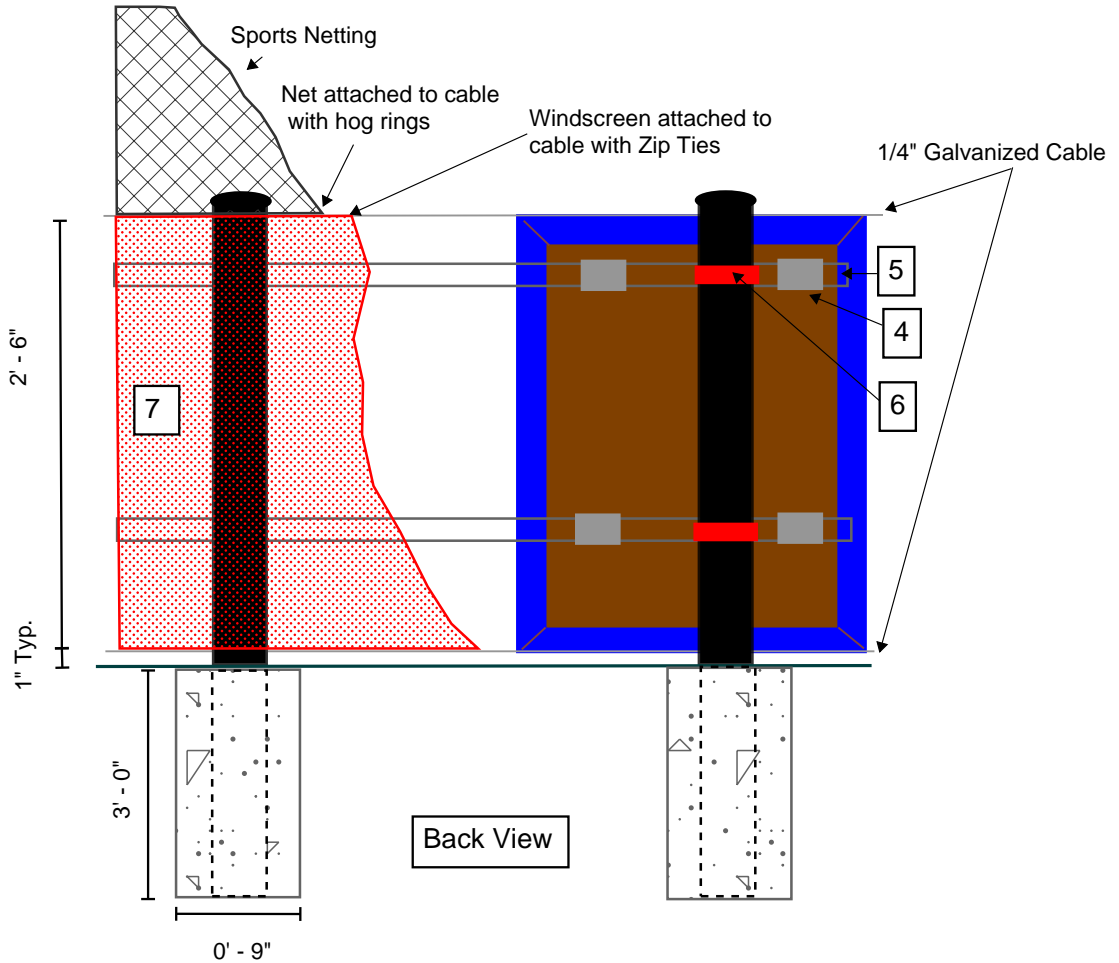 Sports Netting
Net attached to cable
with hog rings
Windscreen attached to
cable with Zip Ties
1/4" Galvanized Cable
5
4
6
7
2' - 6"
1" Typ.
3' - 0"
Back View
0' - 9"